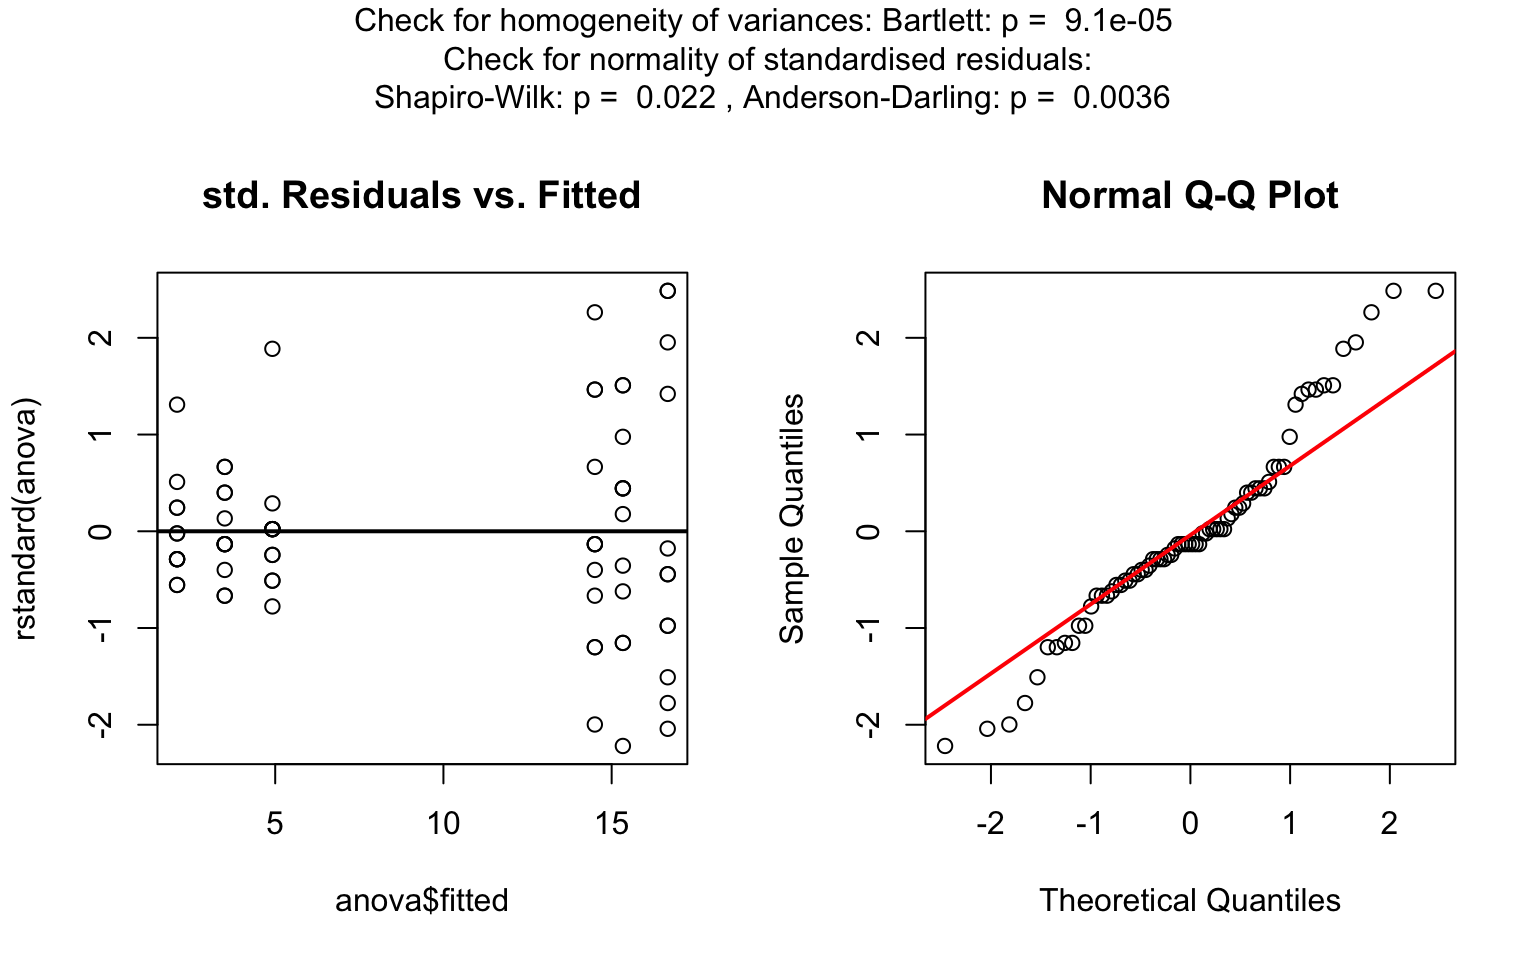 Check for homogeneity of variances: Bartlett: p =  9.1e-05
Check for normality of standardised residuals:
Shapiro-Wilk: p =  0.022 , Anderson-Darling: p =  0.0036
std. Residuals vs. Fitted
rstandard(anova)
2
1
0
-1
-2
5
10
15
anova$fitted
Normal Q-Q Plot
Sample Quantiles
2
1
0
-1
-2
-2
-1
0
1
2
Theoretical Quantiles